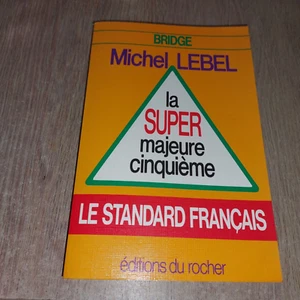 BRIDGE
Michel LEBEL
la
SUPER
majeure
cinquième
LE STANDARD FRANÇAIS
éditions du rocher